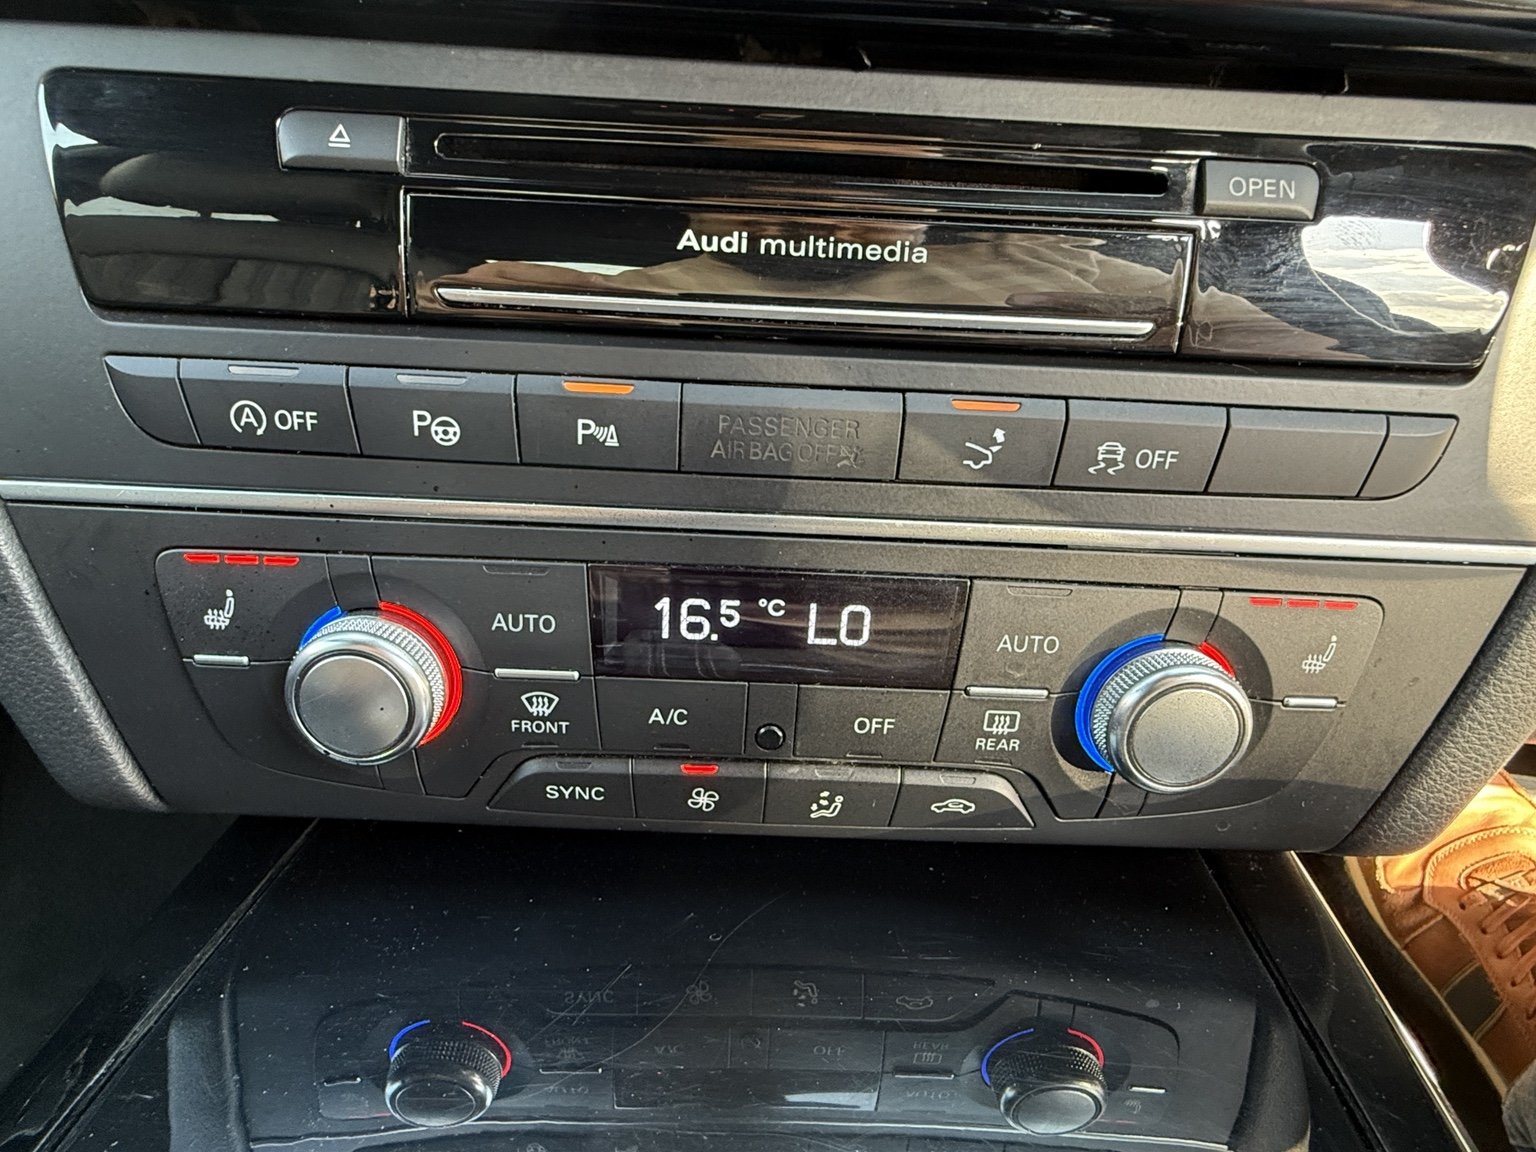 OPEN
Audi multimedia
A OFF
P
P
PASSENGER
AIR BAG OFF
OFF
AUTO
16.5 °C LO
AUTO
FRONT
A/C
OFF
REAR
SYNC